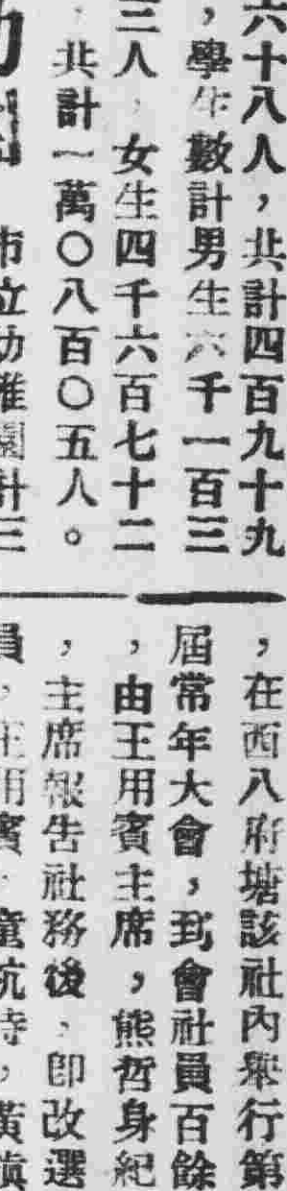 六十八人，共計四百九十九
，學生數計男生六千一百三
三人，女生四千六百七十二
，共計一萬〇八百〇五人。
市立幼稚園計三
，在西八府塘該社內舉行第
屆常年大會，到會社員百餘
，由王用賓主席，熊哲身紀
，主席報告社務後，卽改選
員，王用賓，童杭時，黃